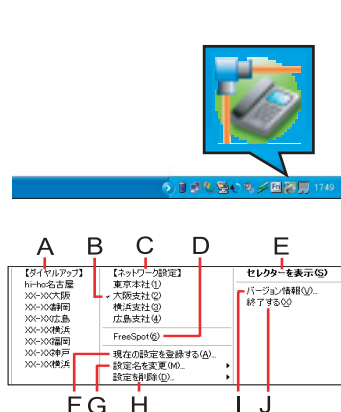 Fn
1749
A
B
C
D
E
【ダイヤルアップ】
hi-ho名古屋
XX-XX大阪
XX-XX静岡
XX-XX広島
XX-XX横浜
XX-XX福岡
XX-XX神戸
XX-XX横浜
【ネットワーク設定】
東京本社(1)
✓大阪支社(2)
横浜支社(3)
広島支社(4)
FreeSpot(6)
現在の設定を登録する(A)...
設定名を変更(M)...
設定を削除(D)...
セレクターを表示(S)
バージョン情報(V)...
終了する(X)
F
G
H
I
J